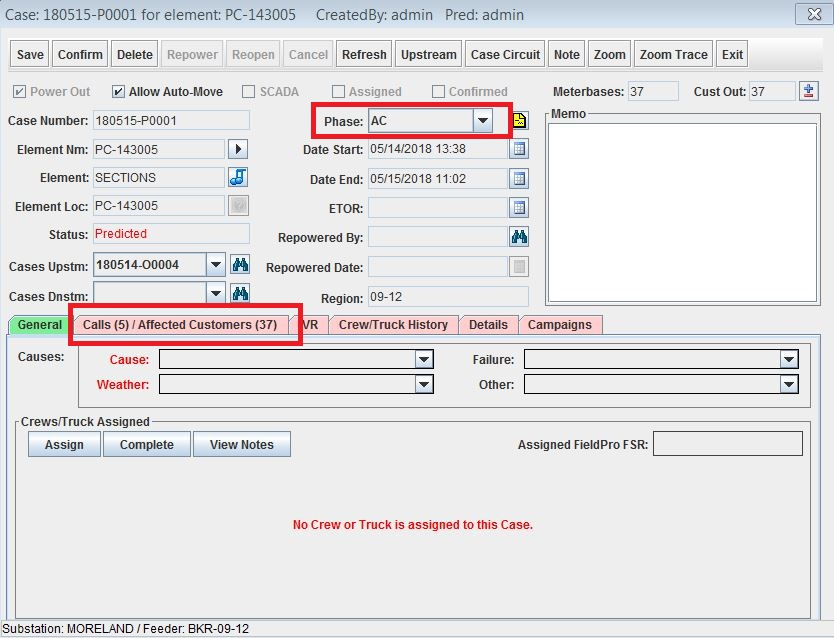 Case: 180515-P0001 for element: PC-143005 CreatedBy: admin Pred: admin
Save Confirm Delete Repower Reopen Cancel Refresh Upstream Case Circuit Note Zoom Zoom Trace Exit
Power Out Allow Auto-Move SCADA Assigned Confirmed Meterbases: 37 Cust Out: 37
Case Number: 180515-P0001 Phase: AC Memo
Element Nm: PC-143005 Date Start: 05/14/2018 13:38
Element: SECTIONS Date End: 05/15/2018 11:02
Element Loc: PC-143005 ETOR:
Status: Predicted Repowered By:
Cases Upstm: 180514-O0004 Repowered Date:
Cases Dnstm: Region: 09-12
General Calls (5) / Affected Customers (37) VR Crew/Truck History Details Campaigns
Causes: Cause: Failure:
Weather: Other:
Crews/Truck Assigned
Assign Complete View Notes Assigned FieldPro FSR:
No Crew or Truck is assigned to this Case.
Substation: MORELAND / Feeder: BKR-09-12